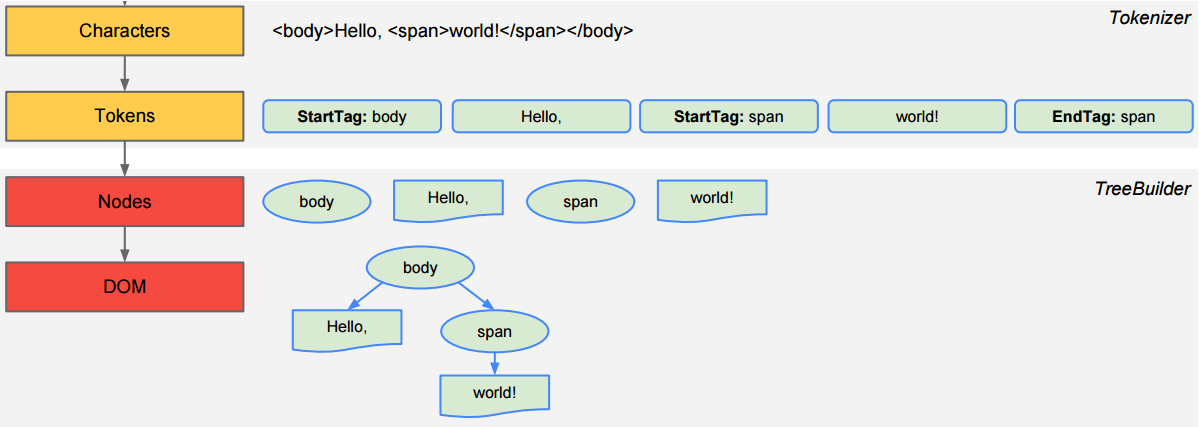 Characters
<body>Hello, <span>world!</span></body>
Tokenizer
Tokens
StartTag: body
Hello,
StartTag: span
world!
EndTag: span
Nodes
body
Hello,
span
world!
TreeBuilder
DOM
body
Hello,
span
world!